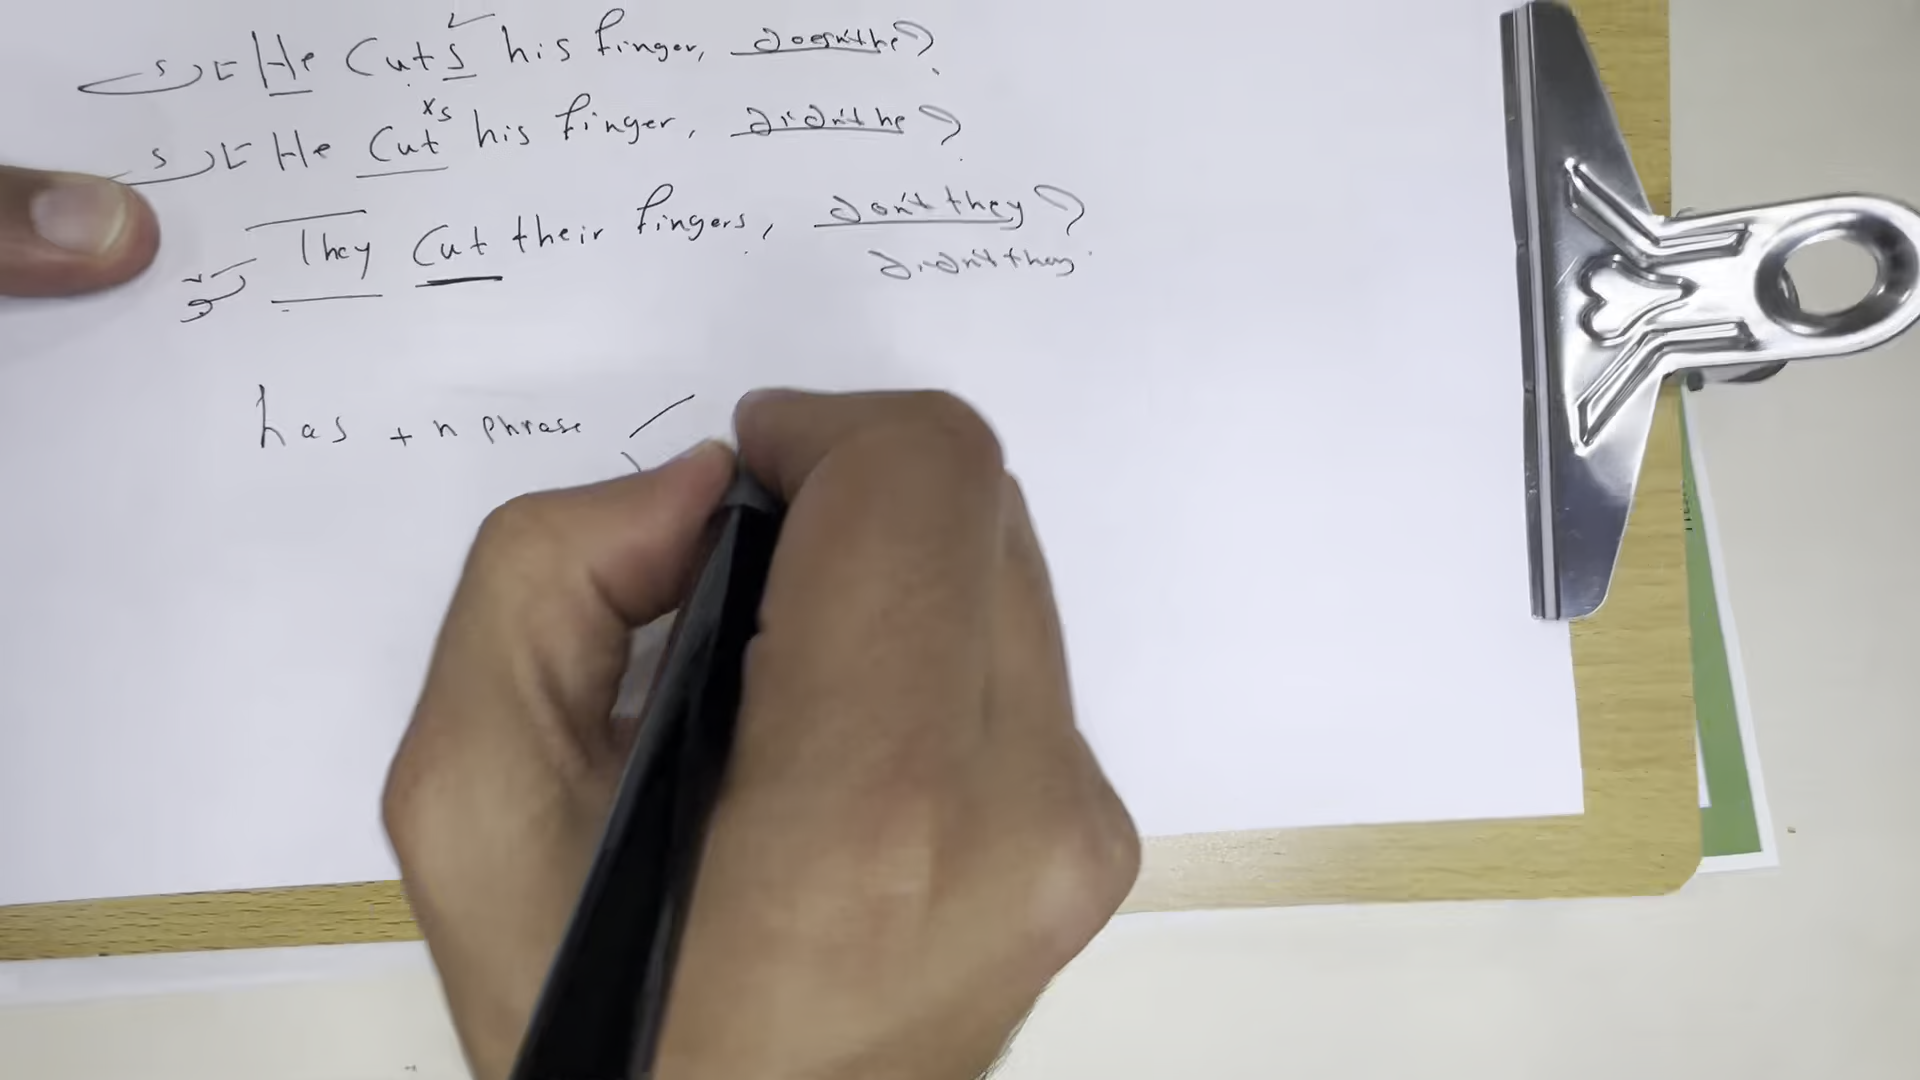 He Cuts his finger, doesn't he?
xs
He Cut his finger, didn't he?
They Cut their fingers, don't they?
didn't they
has + n phrase